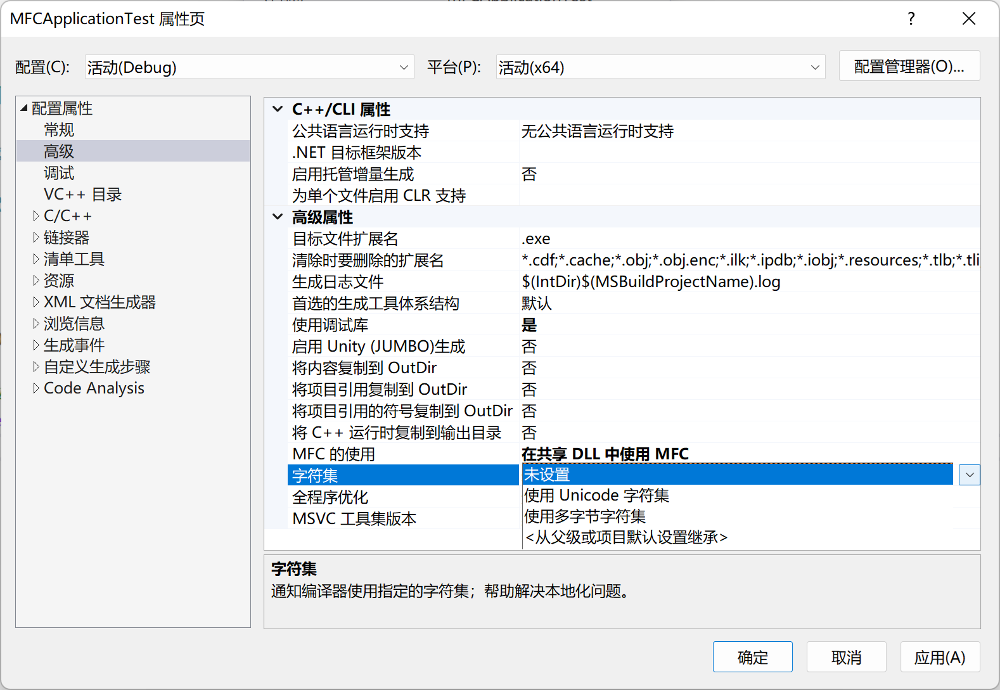 MFCApplicationTest 属性页
?
配置(C):
活动(Debug)
平台(P):
活动(x64)
配置管理器(O)...
配置属性
常规
高级
调试
VC++ 目录
C/C++
链接器
清单工具
资源
XML 文档生成器
浏览信息
生成事件
自定义生成步骤
Code Analysis
C++/CLI 属性
公共语言运行时支持 无公共语言运行时支持
.NET 目标框架版本
启用托管增量生成 否
为单个文件启用 CLR 支持
高级属性
目标文件扩展名 .exe
清除时要删除的扩展名 *.cdf;*.cache;*.obj;*.obj.enc;*.ilk;*.ipdb;*.iobj;*.resources;*.tlb;*.tli
生成日志文件 $(IntDir)$(MSBuildProjectName).log
首选的生成工具体系结构 默认
使用调试库 是
启用 Unity (JUMBO)生成 否
将内容复制到 OutDir 否
将项目引用复制到 OutDir 否
将项目引用的符号复制到 OutDir 否
将 C++ 运行时复制到输出目录 否
MFC 的使用 在共享 DLL 中使用 MFC
字符集 未设置
使用 Unicode 字符集
全程序优化
使用多字节字符集
MSVC 工具集版本
<从父级或项目默认设置继承>
字符集
通知编译器使用指定的字符集；帮助解决本地化问题。
确定
取消
应用(A)